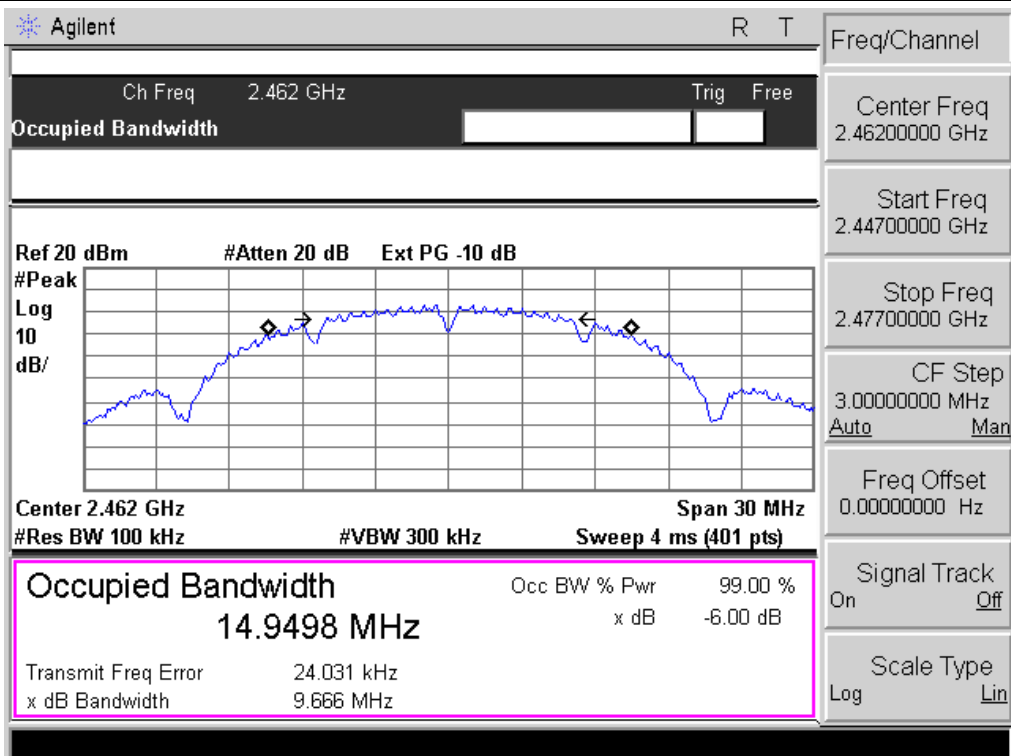 Agilent R T
Ch Freq 2.462 GHz Trig Free
Occupied Bandwidth
Ref 20 dBm #Atten 20 dB Ext PG -10 dB
#Peak
Log
10
dB/
Center 2.462 GHz Span 30 MHz
#Res BW 100 kHz #VBW 300 kHz Sweep 4 ms (401 pts)
Occupied Bandwidth Occ BW % Pwr 99.00 %
14.9498 MHz x dB -6.00 dB
Transmit Freq Error 24.031 kHz
x dB Bandwidth 9.666 MHz
Freq/Channel
Center Freq
2.46200000 GHz
Start Freq
2.44700000 GHz
Stop Freq
2.47700000 GHz
CF Step
3.00000000 MHz
Auto Man
Freq Offset
0.00000000 Hz
Signal Track
On Off
Scale Type
Log Lin